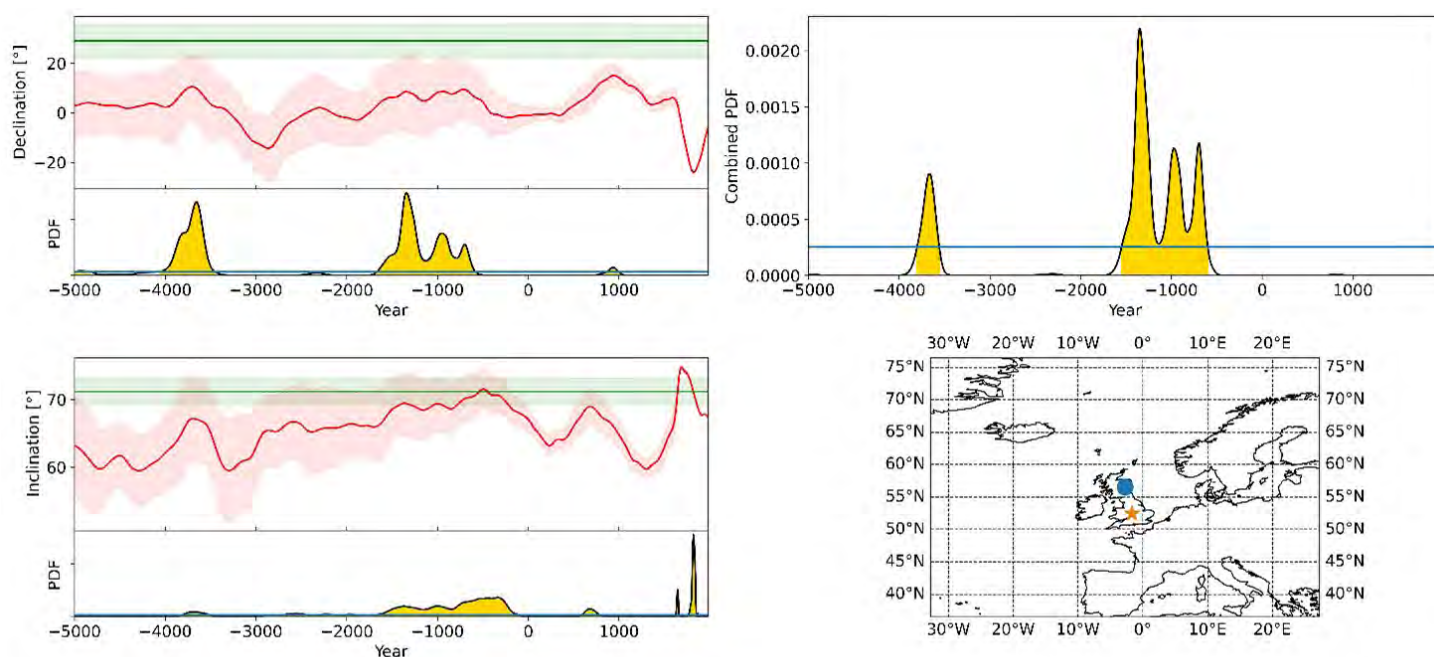 Declination [°]
20
0
−20
PDF
−5000 −4000 −3000 −2000 −1000 0 1000
Year
Combined PDF
0.0020
0.0015
0.0010
0.0005
0.0000
−5000 −4000 −3000 −2000 −1000 0 1000
Year
Inclination [°]
70
60
PDF
−5000 −4000 −3000 −2000 −1000 0 1000
Year
30°W 20°W 10°W 0° 10°E 20°E
75°N 75°N
70°N 70°N
65°N 65°N
60°N 60°N
55°N 55°N
50°N 50°N
45°N 45°N
40°N 40°N
30°W 20°W 10°W 0° 10°E 20°E